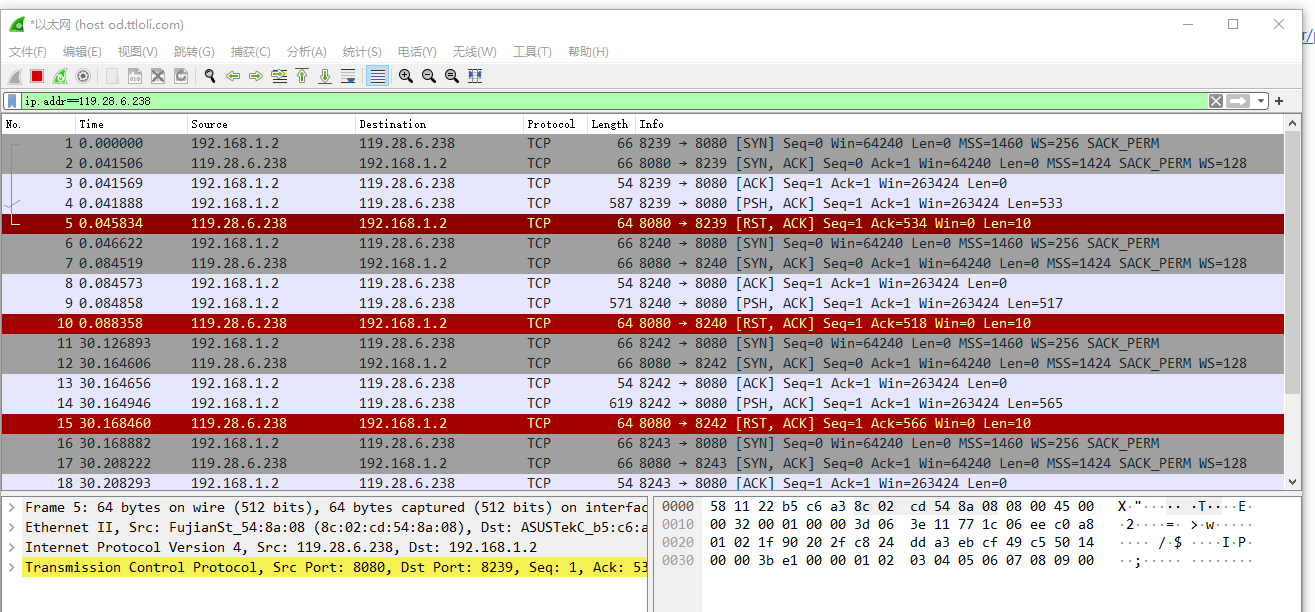 *以太网 (host od.ttloli.com)
文件(F) 编辑(E) 视图(V) 跳转(G) 捕获(C) 分析(A) 统计(S) 电话(Y) 无线(W) 工具(T) 帮助(H)
ip.addr==119.28.6.238
No. Time Source Destination Protocol Length Info
1 0.000000 192.168.1.2 119.28.6.238 TCP 66 8239 → 8080 [SYN] Seq=0 Win=64240 Len=0 MSS=1460 WS=256 SACK_PERM
2 0.041506 119.28.6.238 192.168.1.2 TCP 66 8080 → 8239 [SYN, ACK] Seq=0 Ack=1 Win=64240 Len=0 MSS=1424 SACK_PERM WS=128
3 0.041569 192.168.1.2 119.28.6.238 TCP 54 8239 → 8080 [ACK] Seq=1 Ack=1 Win=263424 Len=0
4 0.041888 192.168.1.2 119.28.6.238 TCP 587 8239 → 8080 [PSH, ACK] Seq=1 Ack=1 Win=263424 Len=533
5 0.045834 119.28.6.238 192.168.1.2 TCP 64 8080 → 8239 [RST, ACK] Seq=1 Ack=534 Win=0 Len=10
6 0.046622 192.168.1.2 119.28.6.238 TCP 66 8240 → 8080 [SYN] Seq=0 Win=64240 Len=0 MSS=1460 WS=256 SACK_PERM
7 0.084519 119.28.6.238 192.168.1.2 TCP 66 8080 → 8240 [SYN, ACK] Seq=0 Ack=1 Win=64240 Len=0 MSS=1424 SACK_PERM WS=128
8 0.084573 192.168.1.2 119.28.6.238 TCP 54 8240 → 8080 [ACK] Seq=1 Ack=1 Win=263424 Len=0
9 0.084858 192.168.1.2 119.28.6.238 TCP 571 8240 → 8080 [PSH, ACK] Seq=1 Ack=1 Win=263424 Len=517
10 0.088358 119.28.6.238 192.168.1.2 TCP 64 8080 → 8240 [RST, ACK] Seq=1 Ack=518 Win=0 Len=10
11 30.126893 192.168.1.2 119.28.6.238 TCP 66 8242 → 8080 [SYN] Seq=0 Win=64240 Len=0 MSS=1460 WS=256 SACK_PERM
12 30.164606 119.28.6.238 192.168.1.2 TCP 66 8080 → 8242 [SYN, ACK] Seq=0 Ack=1 Win=64240 Len=0 MSS=1424 SACK_PERM WS=128
13 30.164656 192.168.1.2 119.28.6.238 TCP 54 8242 → 8080 [ACK] Seq=1 Ack=1 Win=263424 Len=0
14 30.164946 192.168.1.2 119.28.6.238 TCP 619 8242 → 8080 [PSH, ACK] Seq=1 Ack=1 Win=263424 Len=565
15 30.168460 119.28.6.238 192.168.1.2 TCP 64 8080 → 8242 [RST, ACK] Seq=1 Ack=566 Win=0 Len=10
16 30.168882 192.168.1.2 119.28.6.238 TCP 66 8243 → 8080 [SYN] Seq=0 Win=64240 Len=0 MSS=1460 WS=256 SACK_PERM
17 30.208222 119.28.6.238 192.168.1.2 TCP 66 8080 → 8243 [SYN, ACK] Seq=0 Ack=1 Win=64240 Len=0 MSS=1424 SACK_PERM WS=128
18 30.208293 192.168.1.2 119.28.6.238 TCP 54 8243 → 8080 [ACK] Seq=1 Ack=1 Win=263424 Len=0
Frame 5: 64 bytes on wire (512 bits), 64 bytes captured (512 bits) on interfac
Ethernet II, Src: FujianSt_54:8a:08 (8c:02:cd:54:8a:08), Dst: ASUSTekC_b5:c6:a
Internet Protocol Version 4, Src: 119.28.6.238, Dst: 192.168.1.2
Transmission Control Protocol, Src Port: 8080, Dst Port: 8239, Seq: 1, Ack: 53
0000 58 11 22 b5 c6 a3 8c 02 cd 54 8a 08 08 00 45 00 X·"····· ·T····E·
0010 00 32 00 01 00 00 3d 06 3e 11 77 1c 06 ee c0 a8 ·2····=· >·w·····
0020 01 02 1f 90 20 2f c8 24 dd a3 eb cf 49 c5 50 14 ···· /·$ ····I·P·
0030 00 00 3b e1 00 00 01 02 03 04 05 06 07 08 09 00 ··;····· ········